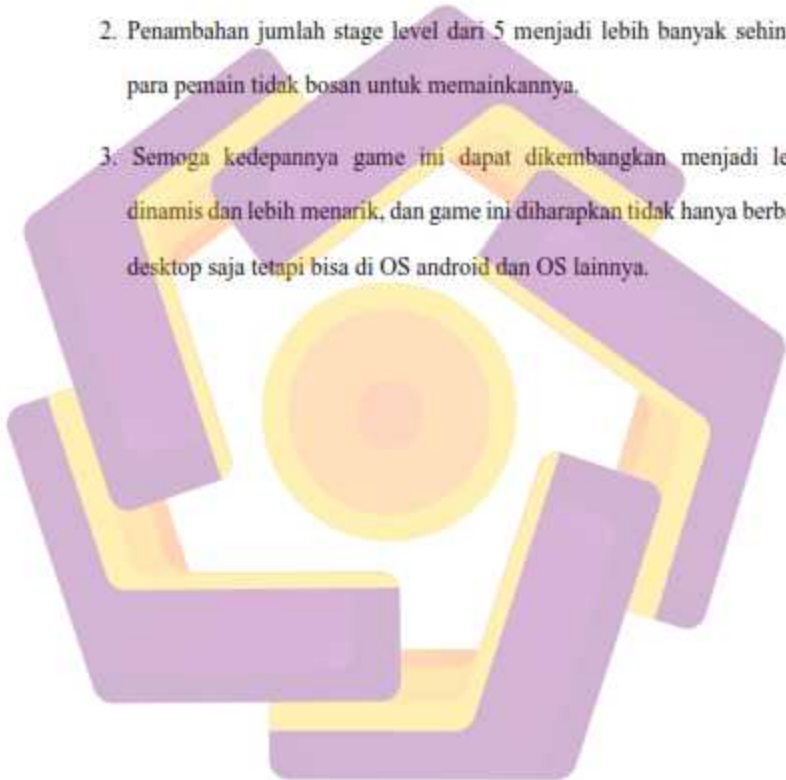 2. Penambahan jumlah stage level dari 5 menjadi lebih banyak sehin
para pemain tidak bosan untuk memainkannya.
3. Semoga kedepannya game ini dapat dikembangkan menjadi le
dinamis dan lebih menarik, dan game ini diharapkan tidak hanya berb
desktop saja tetapi bisa di OS android dan OS lainnya.